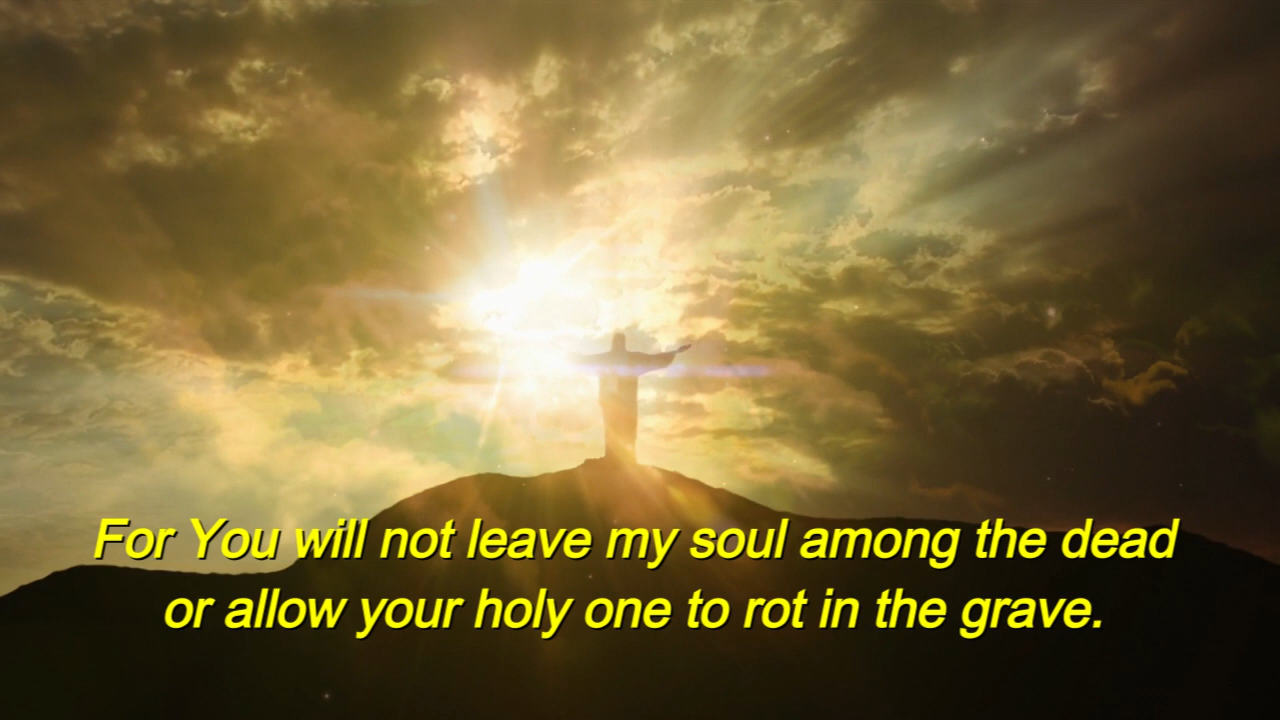 For You will not leave my soul among the dead
or allow your holy one to rot in the grave.